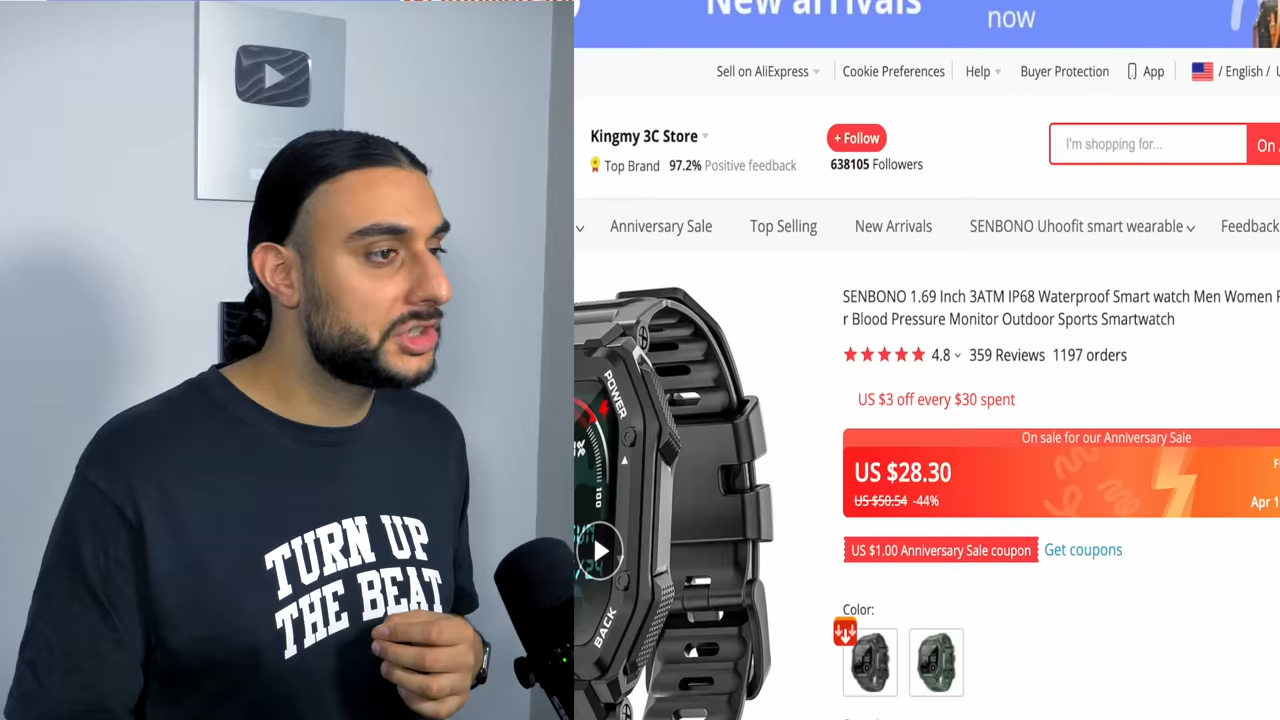 New arrivals
now
Sell on AliExpress
Cookie Preferences
Help
Buyer Protection
App
/ English /
Kingmy 3C Store
+ Follow
Top Brand 97.2% Positive feedback
638105 Followers
I'm shopping for...
On
Anniversary Sale
Top Selling
New Arrivals
SENBONO Uhoofit smart wearable
Feedback
SENBONO 1.69 Inch 3ATM IP68 Waterproof Smart watch Men Women
r Blood Pressure Monitor Outdoor Sports Smartwatch
4.8 359 Reviews 1197 orders
US $3 off every $30 spent
On sale for our Anniversary Sale
US $28.30
US $50.54 -44%
Apr 1
US $1.00 Anniversary Sale coupon
Get coupons
Color:
POWER
100
BACK
TURN UP
THE BEAT